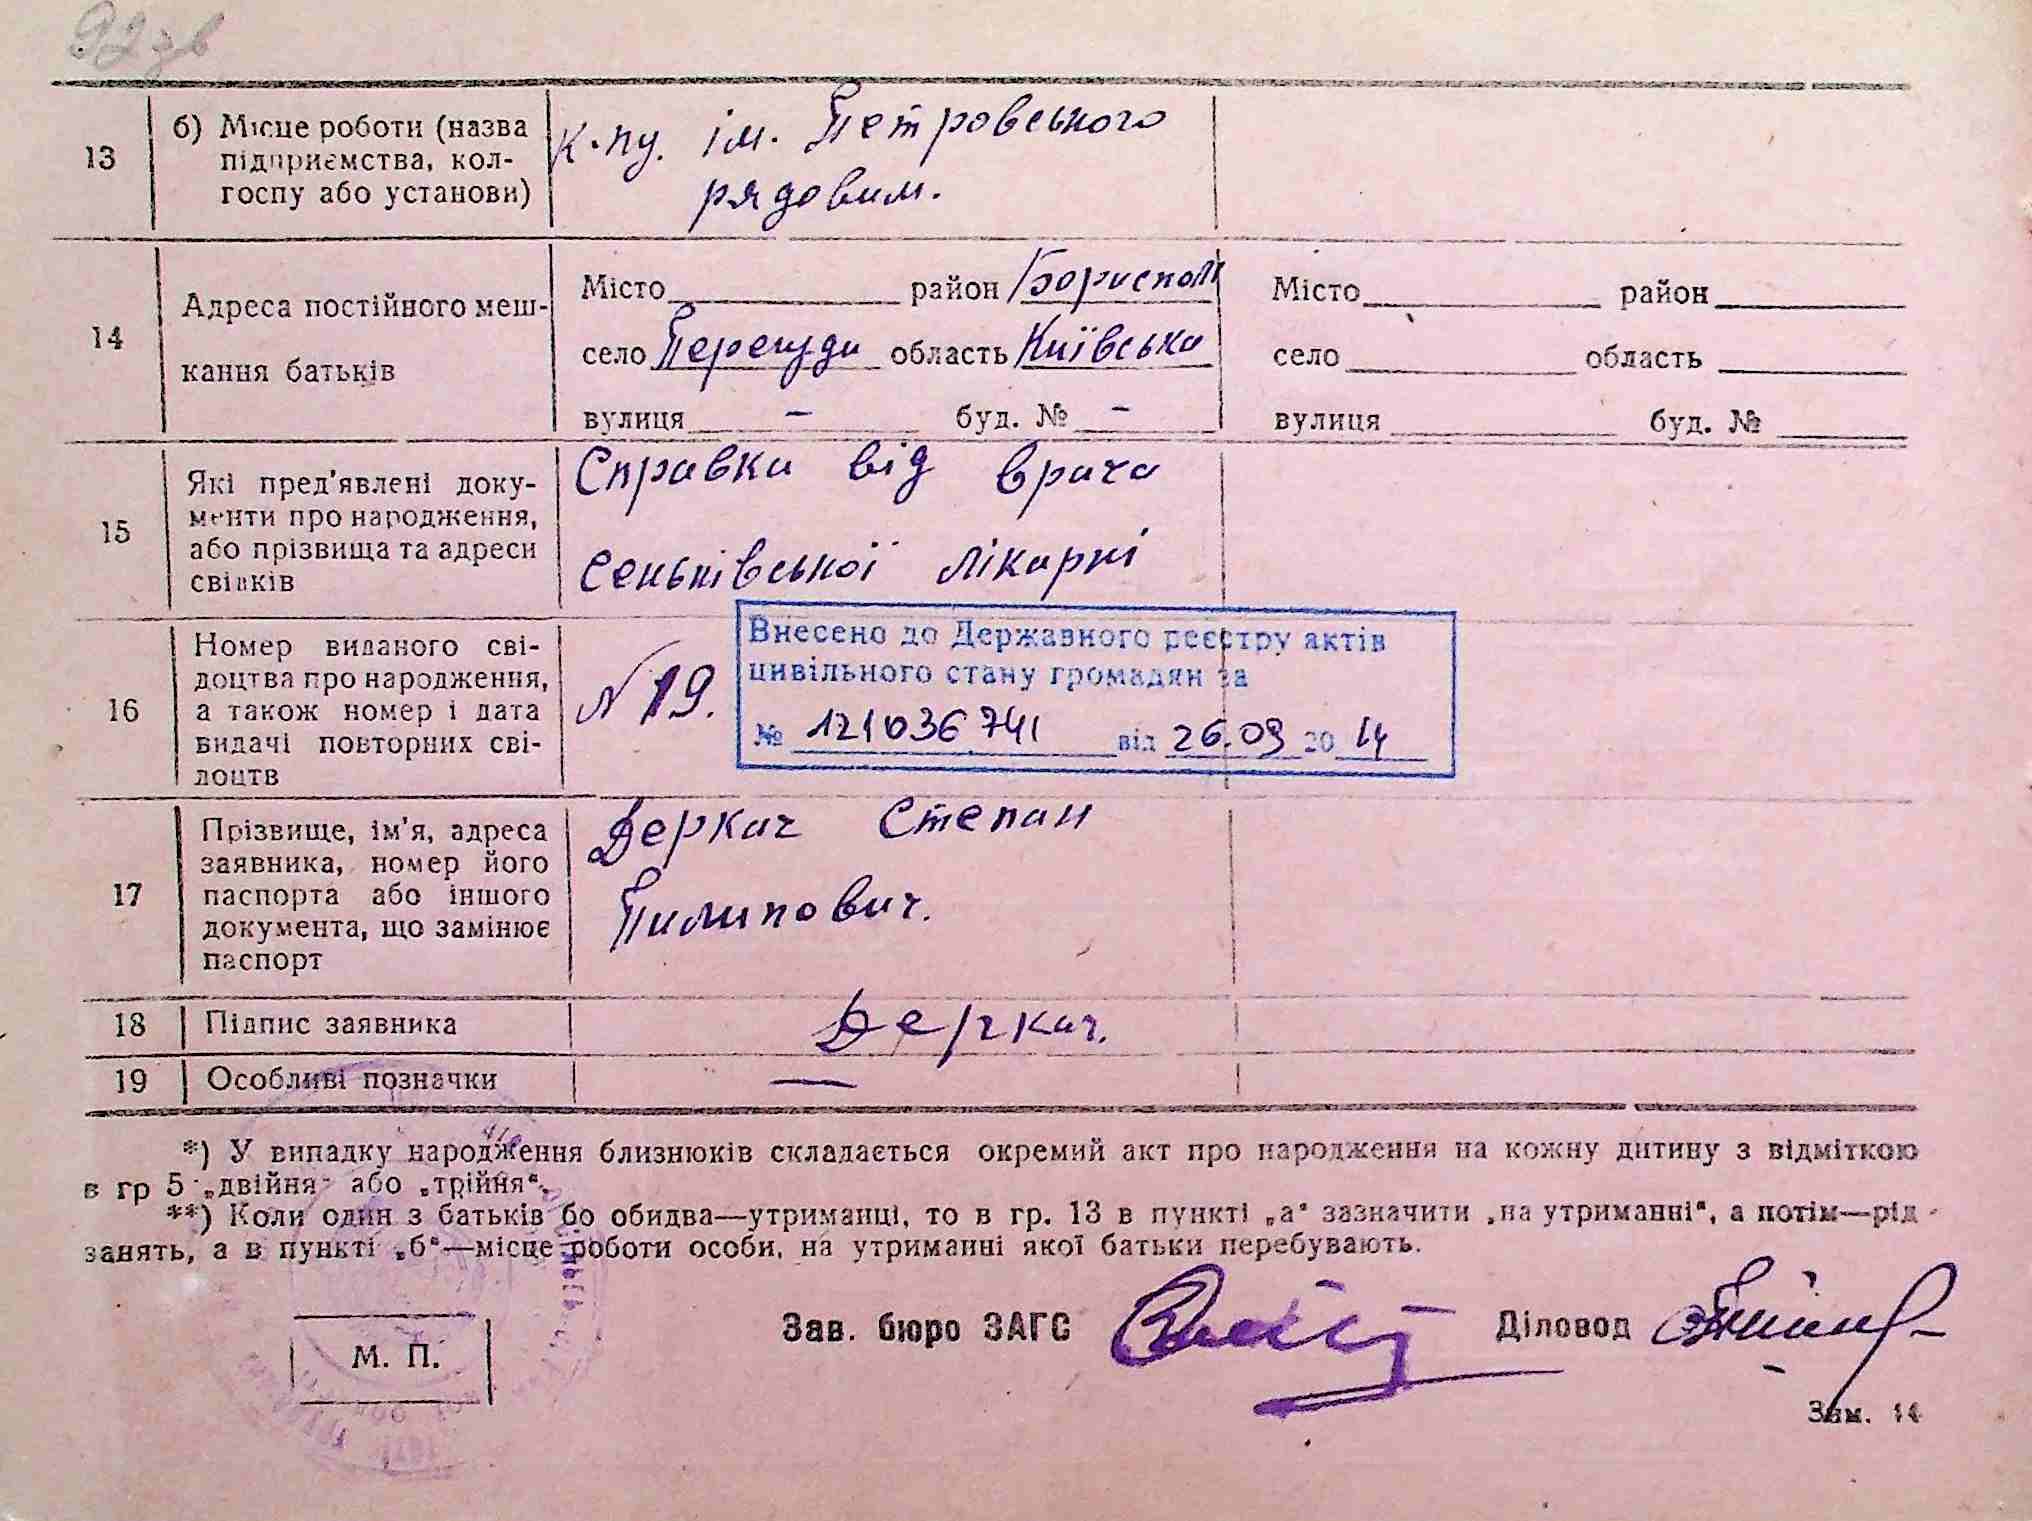 92 зв
13
б) Місце роботи (назва
підприємства, кол-
госпу або установи)
К-пу. ім. Петровського
рядовим.
14
Адреса постійного меш-
кання батьків
Місто район Бориспол
село Перегуди область Київська
вулиця - буд. № -
Місто район
село область
вулиця буд. №
15
Які пред'явлені доку-
менти про народження,
або прізвища та адреси
свідків
Справка від врача
Сеньківської лікарні
16
Номер виданого сві-
доцтва про народження,
а також номер і дата
видачі повторних сві-
доцтв
N 19.
Внесено до Державного реєстру актів
цивільного стану громадян за
№ 121036741 від 26.09 2014
17
Прізвище, ім'я, адреса
заявника, номер його
паспорта або іншого
документа, що замінює
паспорт
Деркач Степан
Пилипович.
18 Підпис заявника
Деркач.
19 Особливі позначки —
*) У випадку народження близнюків складається окремий акт про народження на кожну дитину з відміткою
в гр 5 „двійня" або „трійня".
**) Коли один з батьків бо обидва—утриманці, то в гр. 13 в пункті „а" зазначити „на утриманні", а потім—рід
занять, а в пункті „б"—місце роботи особи, на утриманні якої батьки перебувають.
М. П.
Зав. бюро ЗАГС
Діловод
Зам. 14